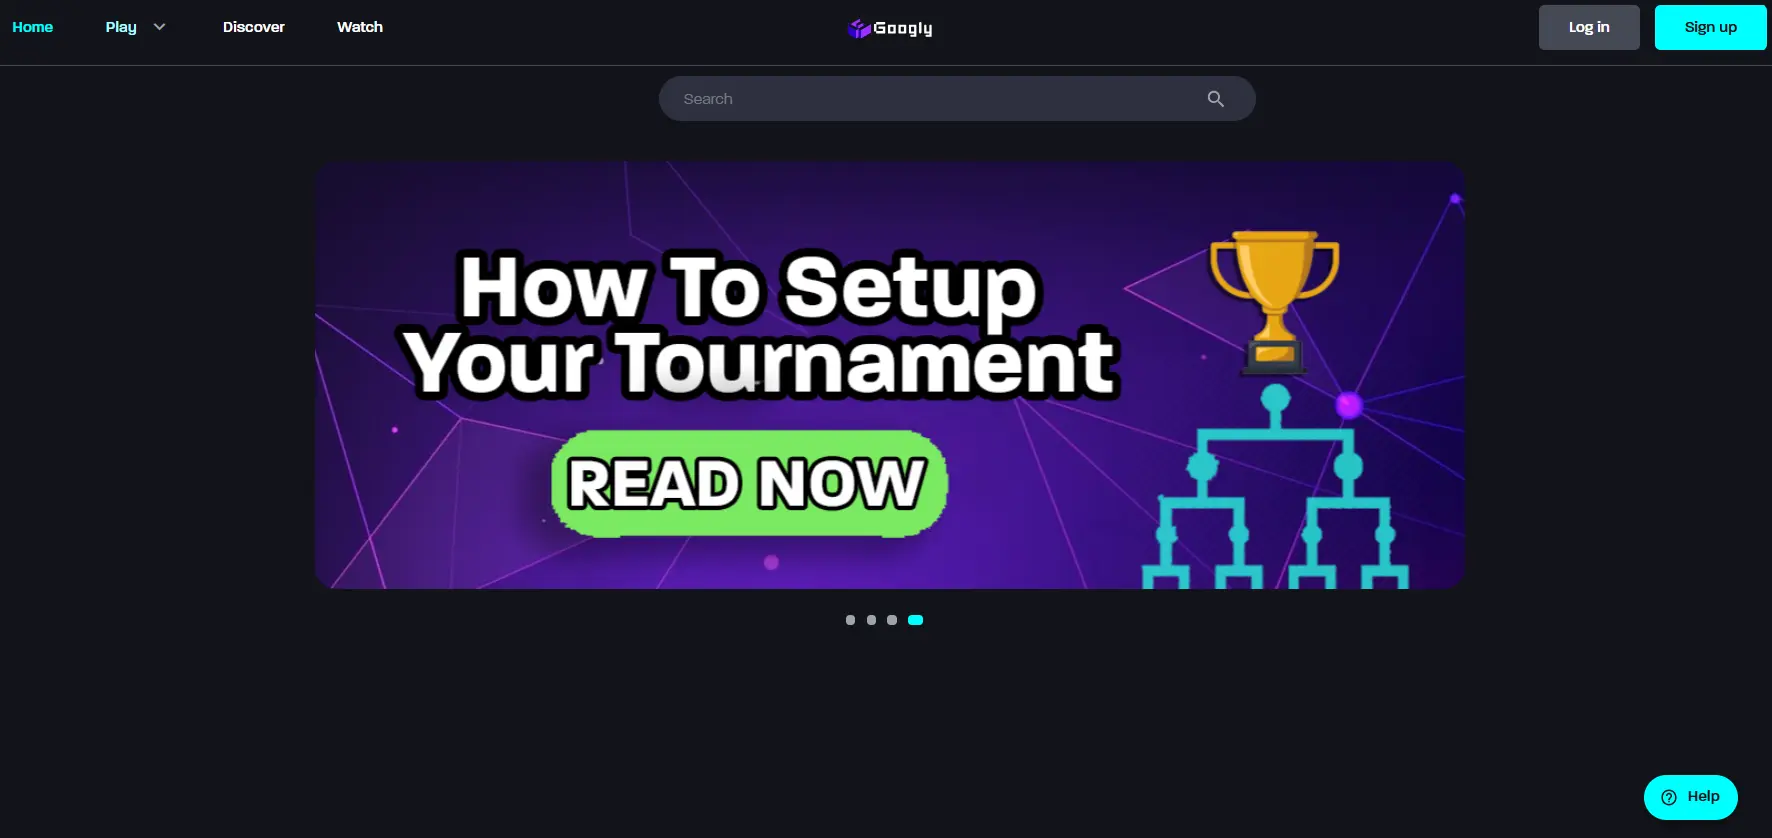 Home
Play
Discover
Watch
Googly
Log in
Sign up
Search
How To Setup
Your Tournament
READ NOW
Help